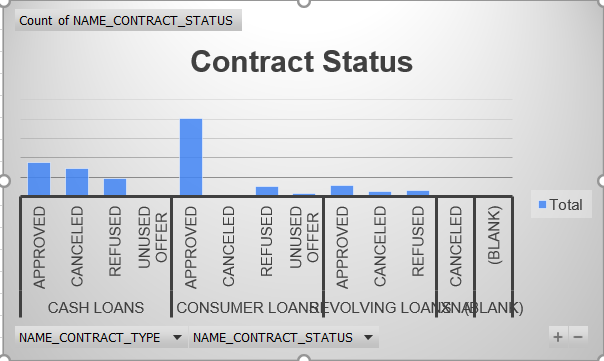 Count of NAME_CONTRACT_STATUS
Contract Status
Total
APPROVED
CANCELED
REFUSED
UNUSED
OFFER
APPROVED
CANCELED
REFUSED
UNUSED
OFFER
APPROVED
CANCELED
REFUSED
CANCELED
(BLANK)
CASH LOANS
CONSUMER LOANS
REVOLVING LOANS
XNA
(BLANK)
NAME_CONTRACT_TYPE
NAME_CONTRACT_STATUS
+ −